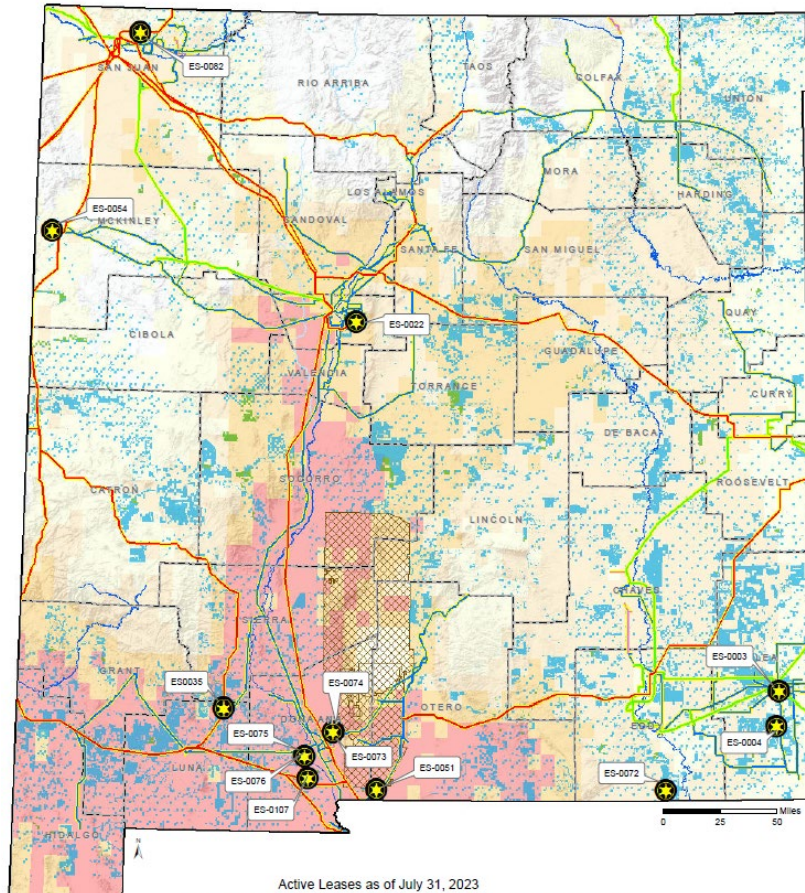 ES-0082
SAN JUAN
TAOS
COLFAX
RIO ARRIBA
UNION
MORA
LOS ALAMOS
HARDING
ES-0054
MCKINLEY
SANDOVAL
SANTA FE
SAN MIGUEL
QUAY
ES-0022
CIBOLA
GUADALUPE
VALENCIA
TORRANCE
CURRY
DE BACA
SOCORRO
ROOSEVELT
CATRON
LINCOLN
CHAVES
SIERRA
ES-0003
GRANT
ES0035
ES-0074
OTERO
EDDY
ES-0075
ES-0073
ES-0004
LUNA
ES-0076
ES-0051
ES-0072
ES-0107
Miles
0 25 50
HIDALGO
N
Active Leases as of July 31, 2023